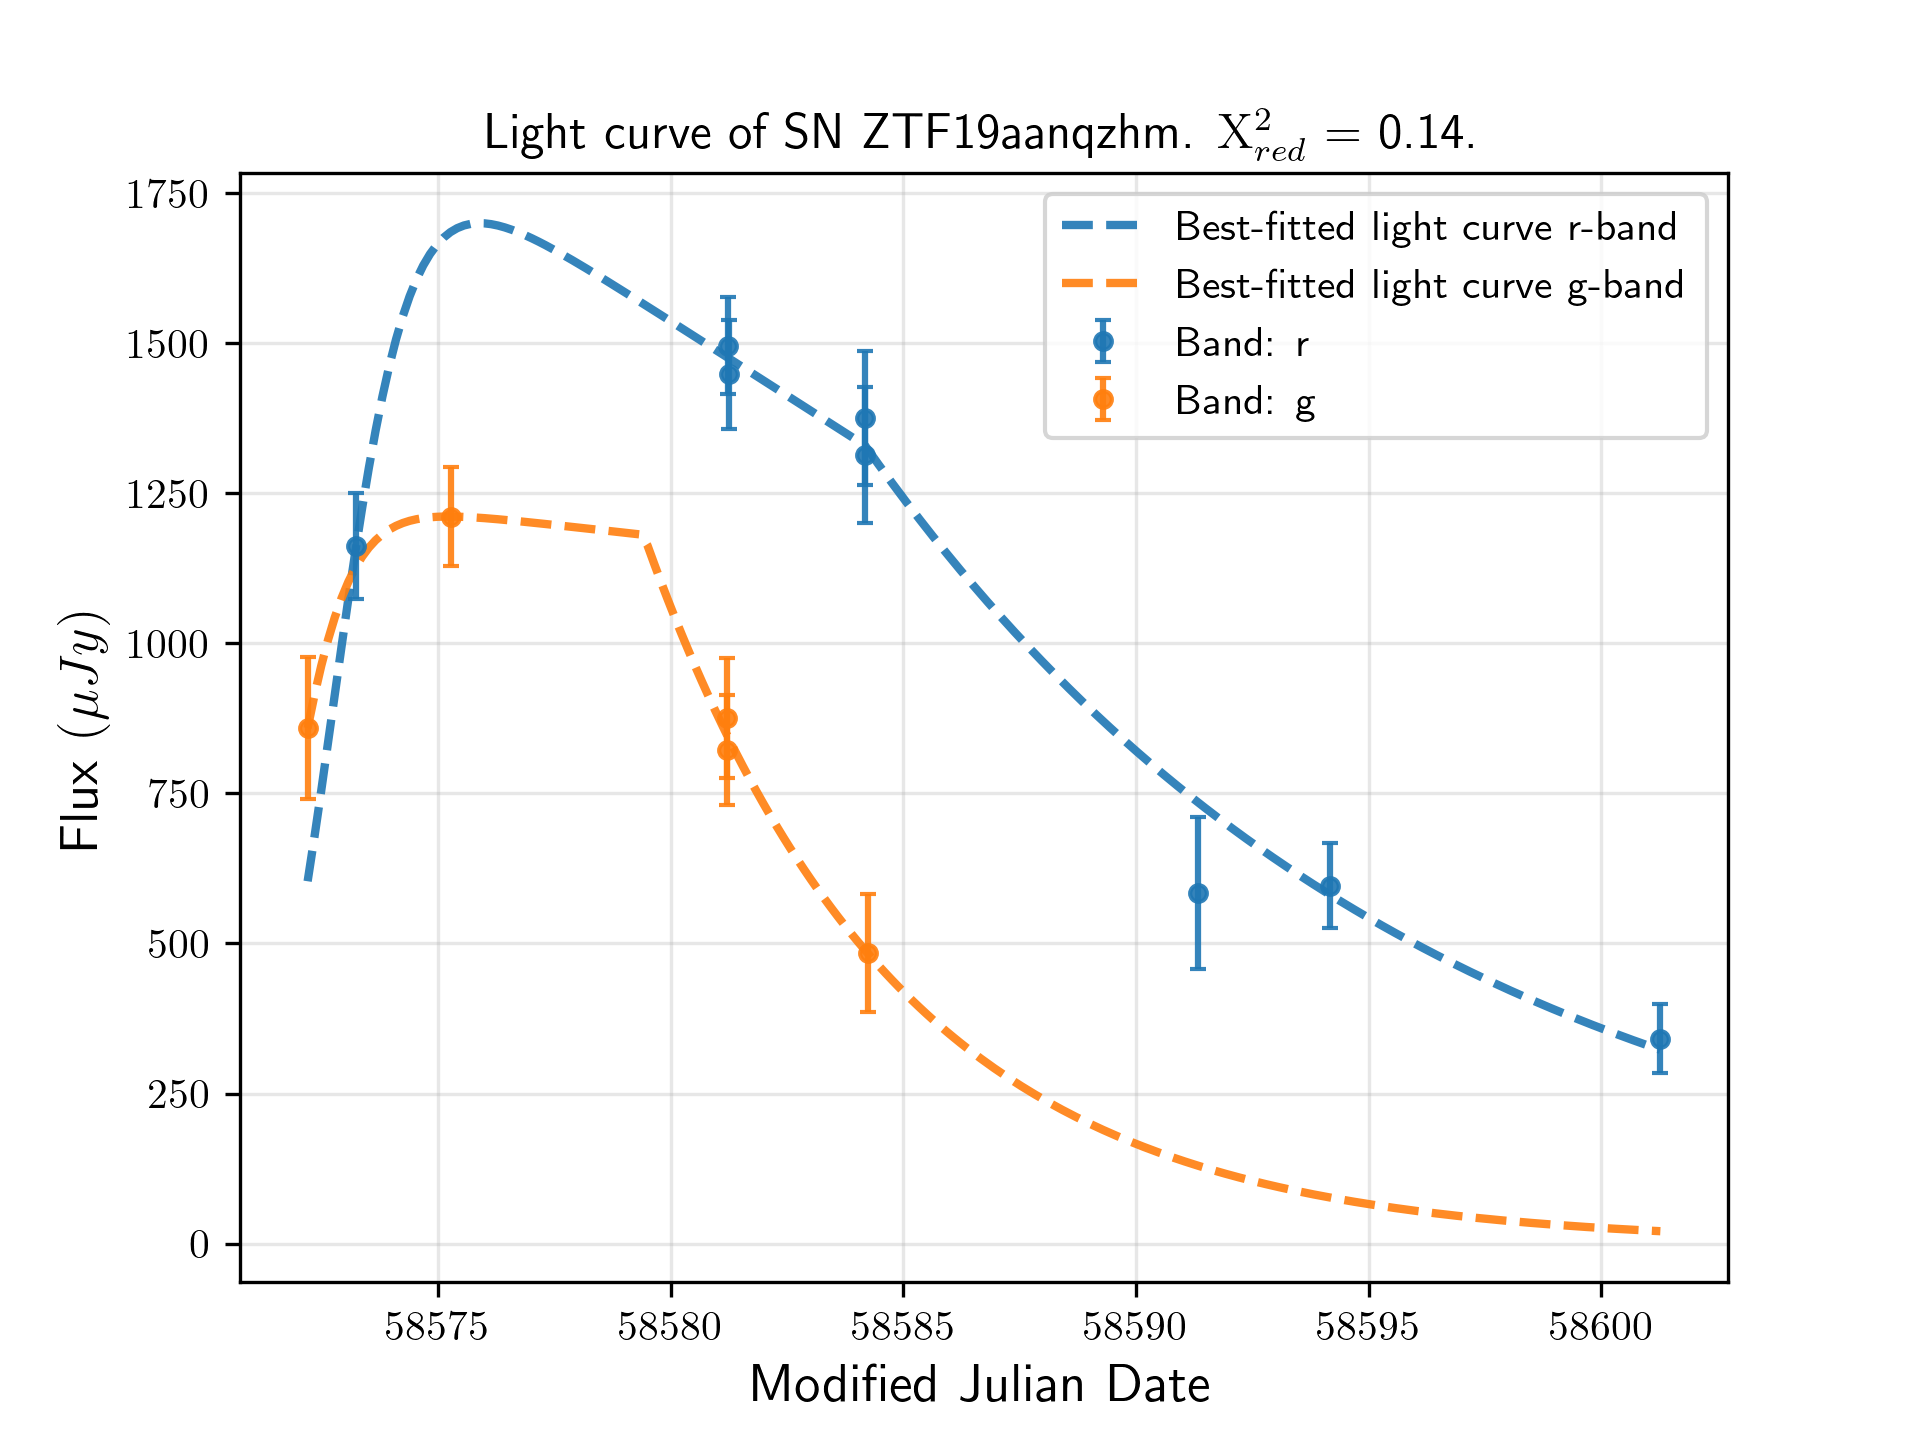 Light curve of SN ZTF19aanqzhm. X²red = 0.14.
1750
1500
1250
1000
750
500
250
0
Flux (μJy)
Best-fitted light curve r-band
Best-fitted light curve g-band
Band: r
Band: g
58575 58580 58585 58590 58595 58600
Modified Julian Date